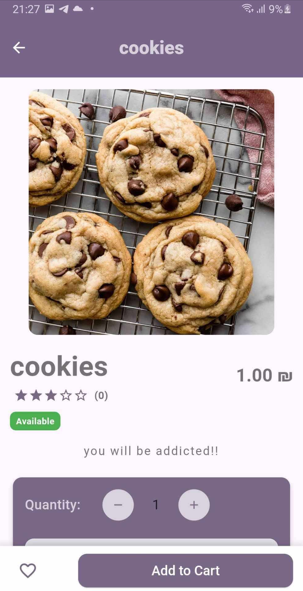 21:27 9%
cookies
cookies
1.00 ₪
(0)
Available
you will be addicted!!
Quantity:
− 1 +
Add to Cart